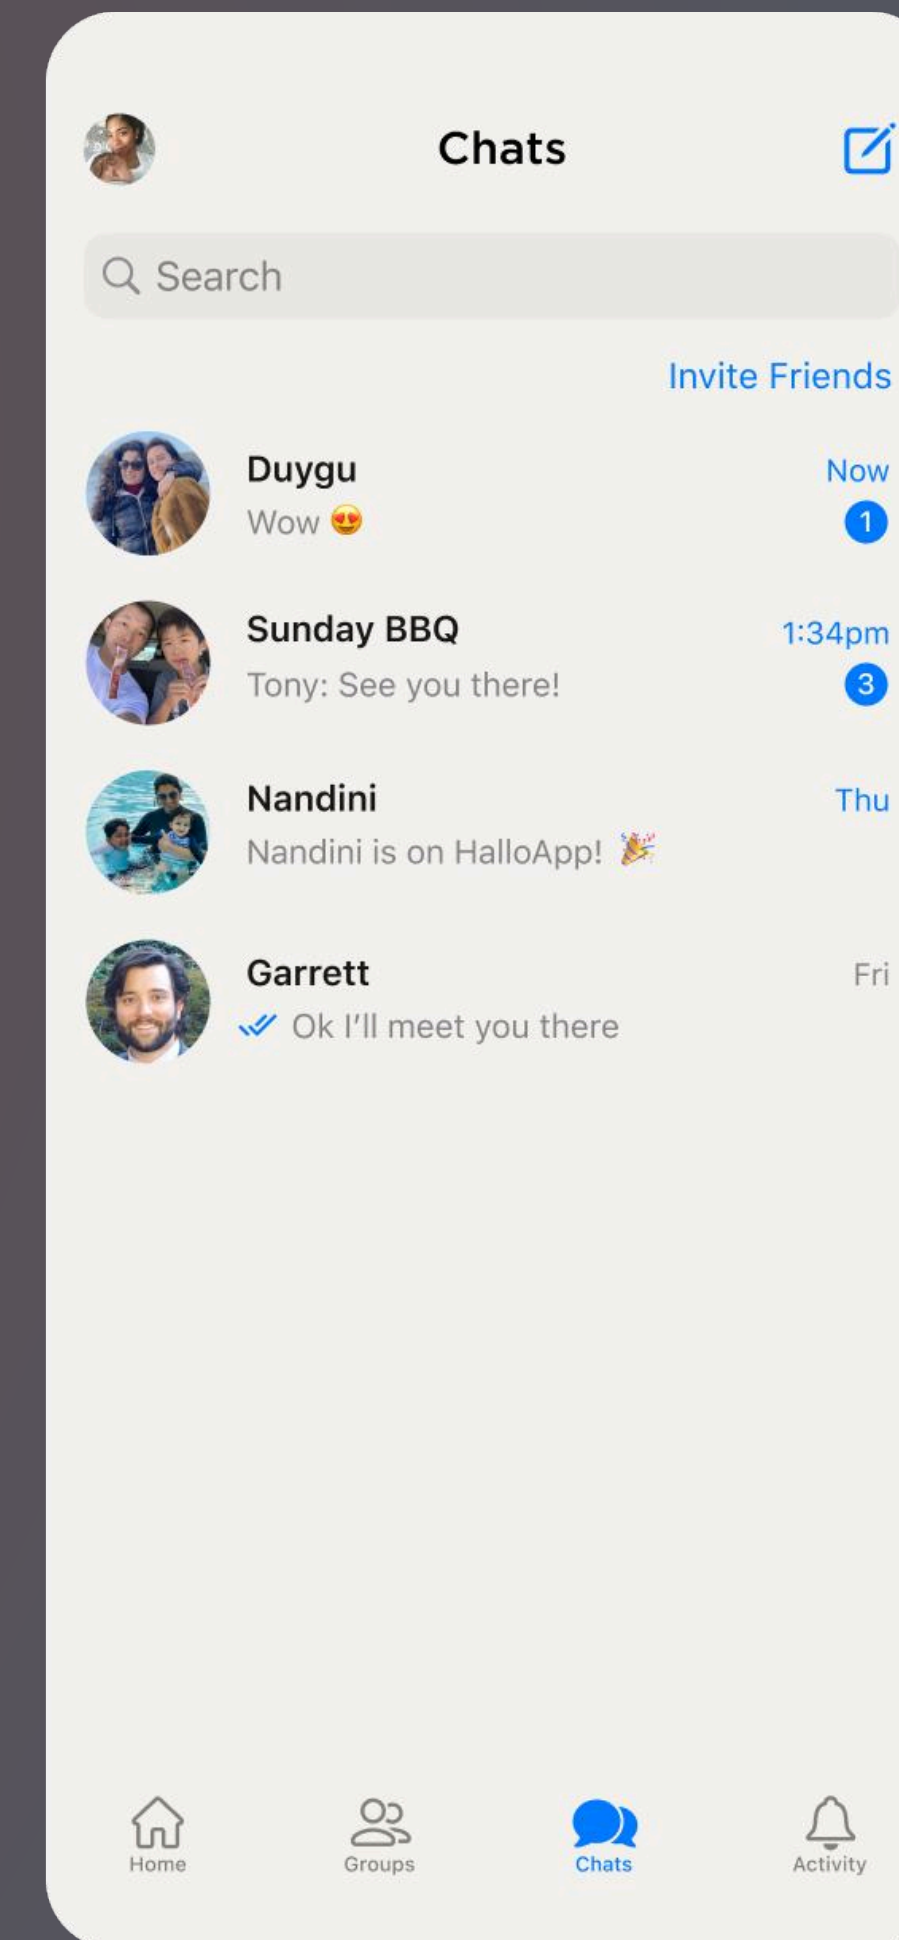 Chats
Search
Invite Friends
Duygu Now
Wow 😍 1
Sunday BBQ 1:34pm
Tony: See you there! 3
Nandini Thu
Nandini is on HalloApp! 🎉
Garrett Fri
Ok I’ll meet you there
Home Groups Chats Activity